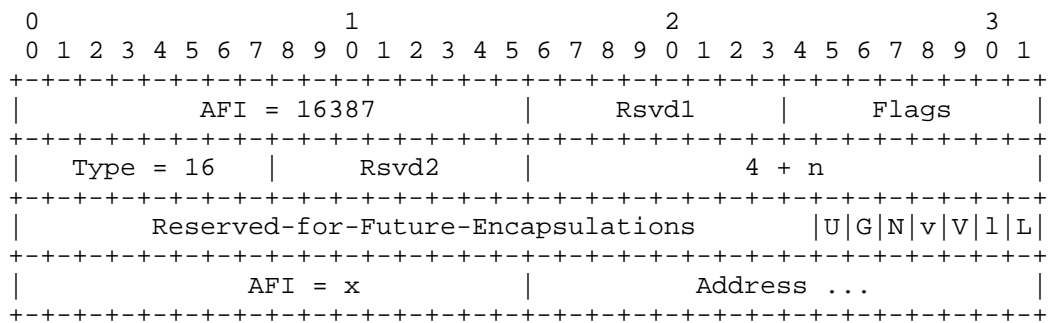 0                   1                   2                   3
0 1 2 3 4 5 6 7 8 9 0 1 2 3 4 5 6 7 8 9 0 1 2 3 4 5 6 7 8 9 0 1
+-+-+-+-+-+-+-+-+-+-+-+-+-+-+-+-+-+-+-+-+-+-+-+-+-+-+-+-+-+-+-+-+
|           AFI = 16387           |     Rsvd1     |     Flags     |
+-+-+-+-+-+-+-+-+-+-+-+-+-+-+-+-+-+-+-+-+-+-+-+-+-+-+-+-+-+-+-+-+
|   Type = 16   |     Rsvd2     |             4 + n             |
+-+-+-+-+-+-+-+-+-+-+-+-+-+-+-+-+-+-+-+-+-+-+-+-+-+-+-+-+-+-+-+-+
|        Reserved-for-Future-Encapsulations       |U|G|N|v|V|l|L|
+-+-+-+-+-+-+-+-+-+-+-+-+-+-+-+-+-+-+-+-+-+-+-+-+-+-+-+-+-+-+-+-+
|              AFI = x          |          Address ...          |
+-+-+-+-+-+-+-+-+-+-+-+-+-+-+-+-+-+-+-+-+-+-+-+-+-+-+-+-+-+-+-+-+